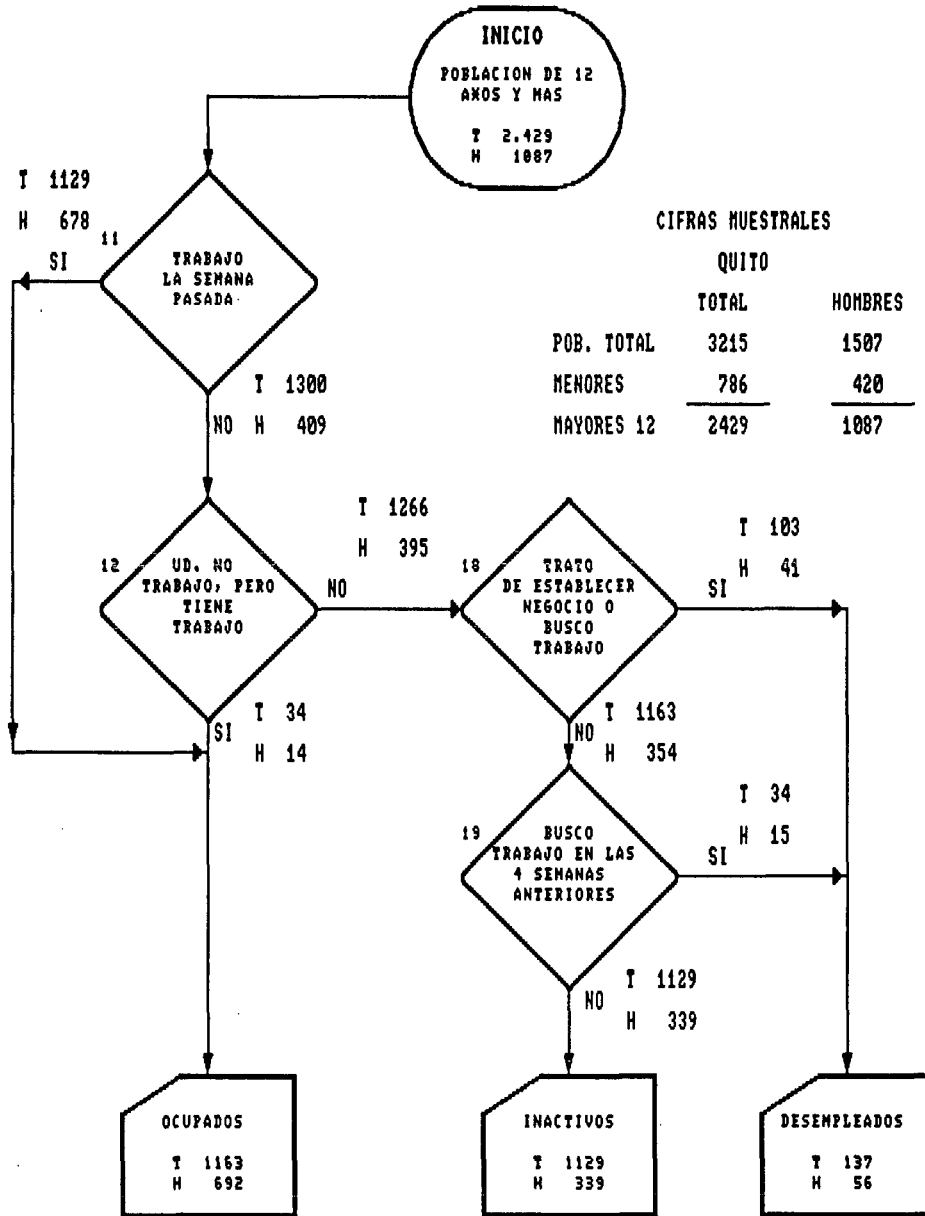 INICIO
POBLACION DE 12
AXOS Y MAS
T 2.429
H 1087
T 1129
H 678
11
SI
TRABAJO
LA SEMANA
PASADA
T 1300
NO H 409
CIFRAS MUESTRALES
QUITO
TOTAL HOMBRES
POB. TOTAL 3215 1507
MENORES 786 420
MAYORES 12 2429 1087
12
UD. NO
TRABAJO, PERO
TIENE
TRABAJO
T 1266
H 395
NO
18
TRATO
DE ESTABLECER
NEGOCIO O
BUSCO
TRABAJO
T 103
H 41
SI
T 34
SI
H 14
T 1163
NO
H 354
19
BUSCO
TRABAJO EN LAS
4 SEMANAS
ANTERIORES
T 34
H 15
SI
T 1129
NO
H 339
OCUPADOS
T 1163
H 692
INACTIVOS
T 1129
H 339
DESEMPLEADOS
T 137
H 56